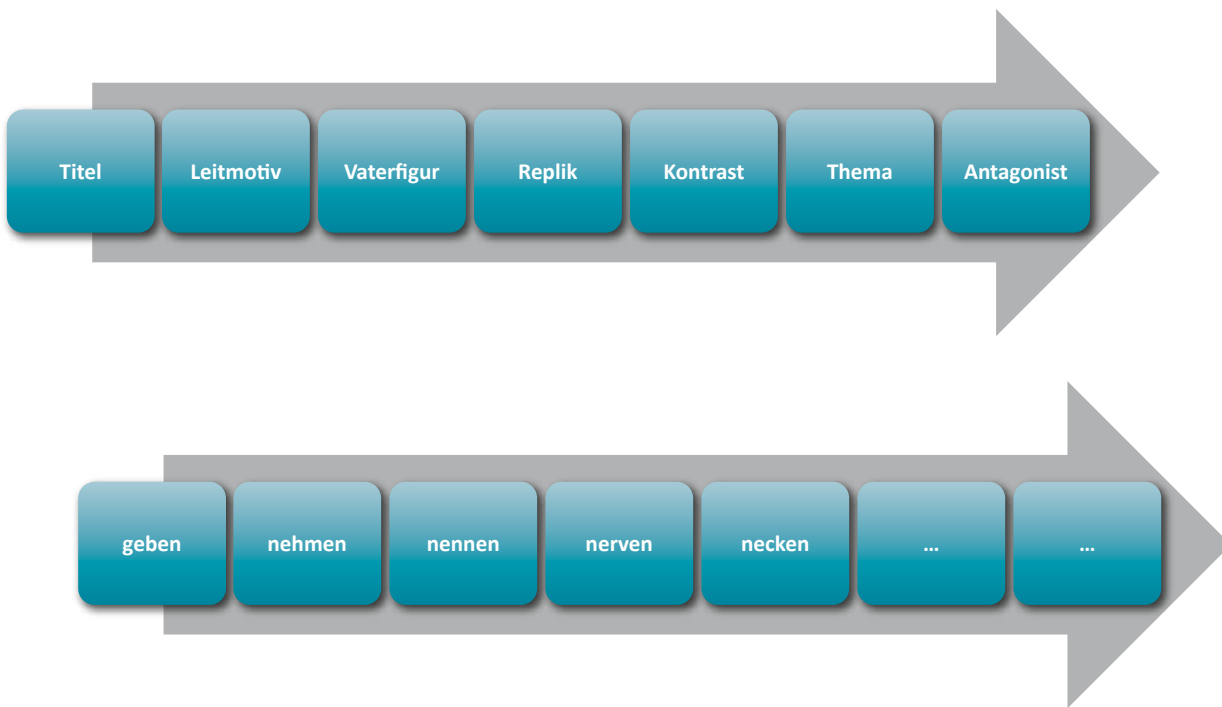 Titel Leitmotiv Vaterfigur Replik Kontrast Thema Antagonist
geben nehmen nennen nerven necken ... ...